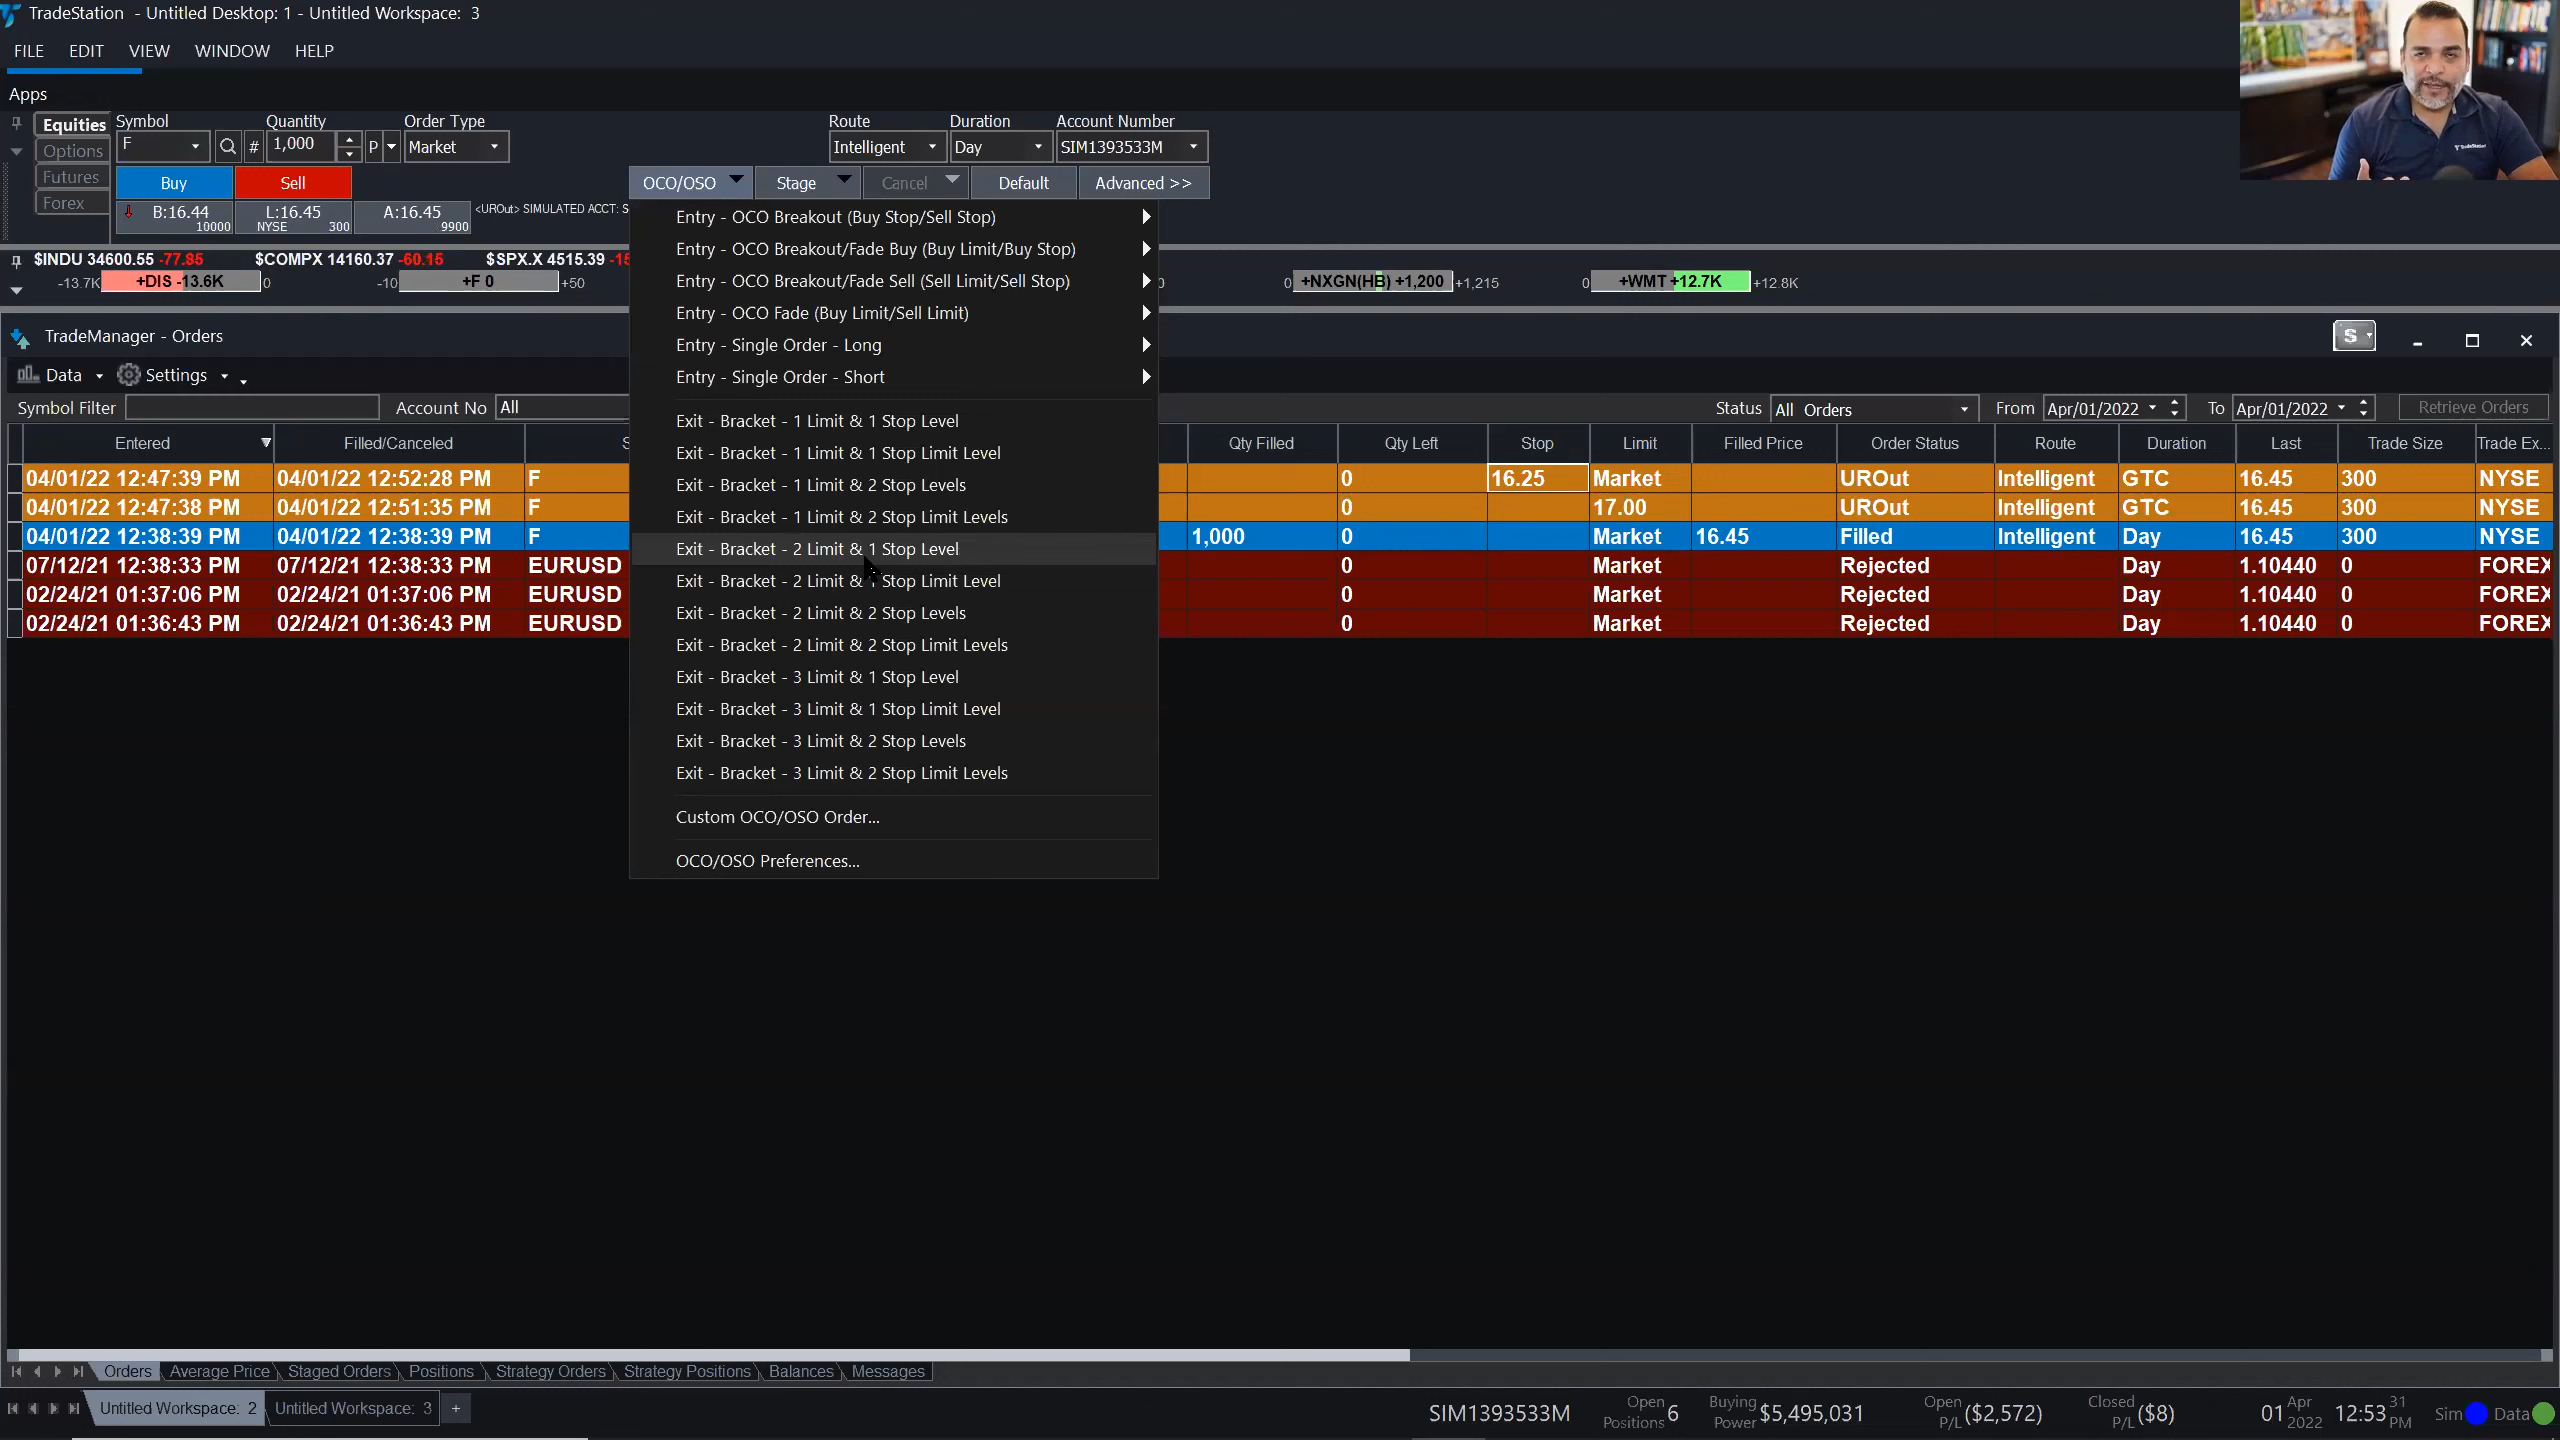 TradeStation - Untitled Desktop: 1 - Untitled Workspace: 3
FILE EDIT VIEW WINDOW HELP
Apps
Equities Symbol Quantity Order Type Route Duration Account Number
F # 1,000 P Market Intelligent Day SIM1393533M
Options
Futures Buy Sell OCO/OSO Stage Cancel Default Advanced >>
Forex B:16.44 L:16.45 A:16.45 <UROut> SIMULATED ACCT: S
10000 NYSE 300 9900
$INDU 34600.55 -77.95 $COMPX 14160.37 -60.15 $SPX.X 4515.39
-13.7K +DIS -13.6K 0 -10 +F 0 +50 0 +NXGN(HB) +1,200 +1,215 0 +WMT +12.7K +12.8K
Entry - OCO Breakout (Buy Stop/Sell Stop)
Entry - OCO Breakout/Fade Buy (Buy Limit/Buy Stop)
Entry - OCO Breakout/Fade Sell (Sell Limit/Sell Stop)
Entry - OCO Fade (Buy Limit/Sell Limit)
Entry - Single Order - Long
Entry - Single Order - Short
Exit - Bracket - 1 Limit & 1 Stop Level
Exit - Bracket - 1 Limit & 1 Stop Limit Level
Exit - Bracket - 1 Limit & 2 Stop Levels
Exit - Bracket - 1 Limit & 2 Stop Limit Levels
Exit - Bracket - 2 Limit & 1 Stop Level
Exit - Bracket - 2 Limit & 1 Stop Limit Level
Exit - Bracket - 2 Limit & 2 Stop Levels
Exit - Bracket - 2 Limit & 2 Stop Limit Levels
Exit - Bracket - 3 Limit & 1 Stop Level
Exit - Bracket - 3 Limit & 1 Stop Limit Level
Exit - Bracket - 3 Limit & 2 Stop Levels
Exit - Bracket - 3 Limit & 2 Stop Limit Levels
Custom OCO/OSO Order...
OCO/OSO Preferences...
TradeManager - Orders S
Data Settings
Symbol Filter Account No All Status All Orders From Apr/01/2022 To Apr/01/2022 Retrieve Orders
Entered Filled/Canceled S Qty Filled Qty Left Stop Limit Filled Price Order Status Route Duration Last Trade Size Trade Ex...
04/01/22 12:47:39 PM 04/01/22 12:52:28 PM F 0 16.25 Market UROut Intelligent GTC 16.45 300 NYSE
04/01/22 12:47:38 PM 04/01/22 12:51:35 PM F 0 17.00 UROut Intelligent GTC 16.45 300 NYSE
04/01/22 12:38:39 PM 04/01/22 12:38:39 PM F 1,000 0 Market 16.45 Filled Intelligent Day 16.45 300 NYSE
07/12/21 12:38:33 PM 07/12/21 12:38:33 PM EURUSD 0 Market Rejected Day 1.10440 0 FOREX
02/24/21 01:37:06 PM 02/24/21 01:37:06 PM EURUSD 0 Market Rejected Day 1.10440 0 FOREX
02/24/21 01:36:43 PM 02/24/21 01:36:43 PM EURUSD 0 Market Rejected Day 1.10440 0 FOREX
Orders Average Price Staged Orders Positions Strategy Orders Strategy Positions Balances Messages
Untitled Workspace: 2 Untitled Workspace: 3 + SIM1393533M Open Positions 6 Buying Power $5,495,031 Open P/L ($2,572) Closed P/L ($8) 01 Apr 2022 12:53 31 PM Sim Data